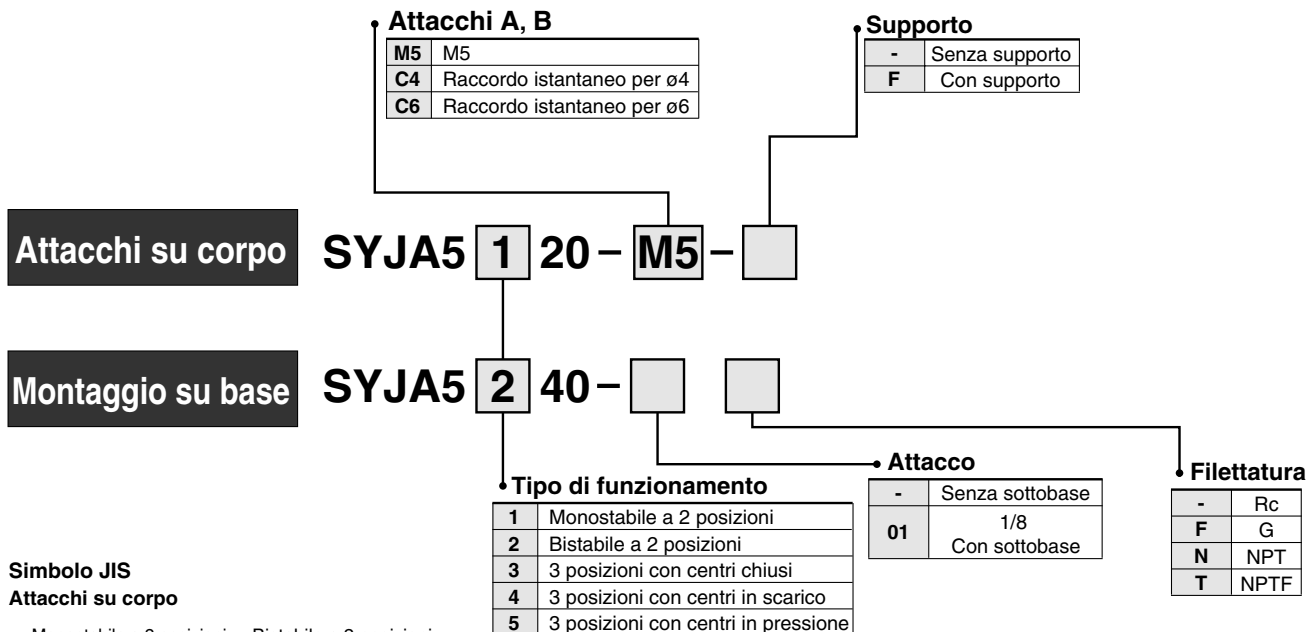 Attacchi A, B
M5 M5
C4 Raccordo istantaneo per ø4
C6 Raccordo istantaneo per ø6
Supporto
- Senza supporto
F Con supporto
Attacchi su corpo SYJA5 1 20 – M5 –
Montaggio su base SYJA5 2 40 –
Tipo di funzionamento
1 Monostabile a 2 posizioni
2 Bistabile a 2 posizioni
3 3 posizioni con centri chiusi
4 3 posizioni con centri in scarico
5 3 posizioni con centri in pressione
Attacco
- Senza sottobase
01 1/8
Con sottobase
Filettatura
- Rc
F G
N NPT
T NPTF
Simbolo JIS
Attacchi su corpo